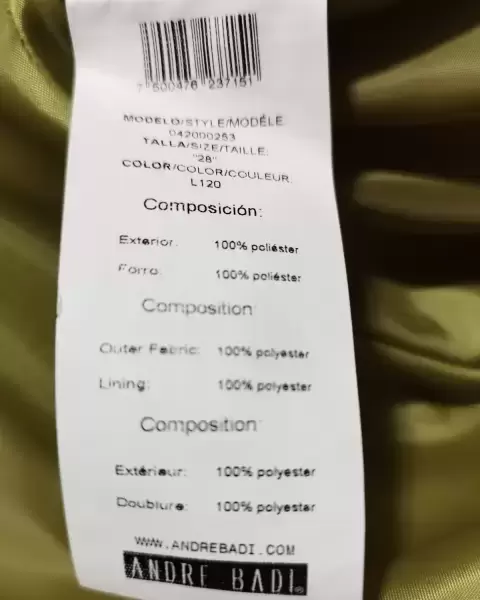 7 500476 237151
MODELO/STYLE/MODÉLE
042000253
TALLA/SIZE/TAILLE:
"28"
COLOR/COLOR/COULEUR:
L120
Composición:
Exterior: 100% poliéster
Forro: 100% poliéster
Composition:
Outer Fabric: 100% polyester
Lining: 100% polyester
Composition:
Extérieur: 100% polyester
Doublure: 100% polyester
WWW.ANDREBADI.COM
ANDRE BADI®